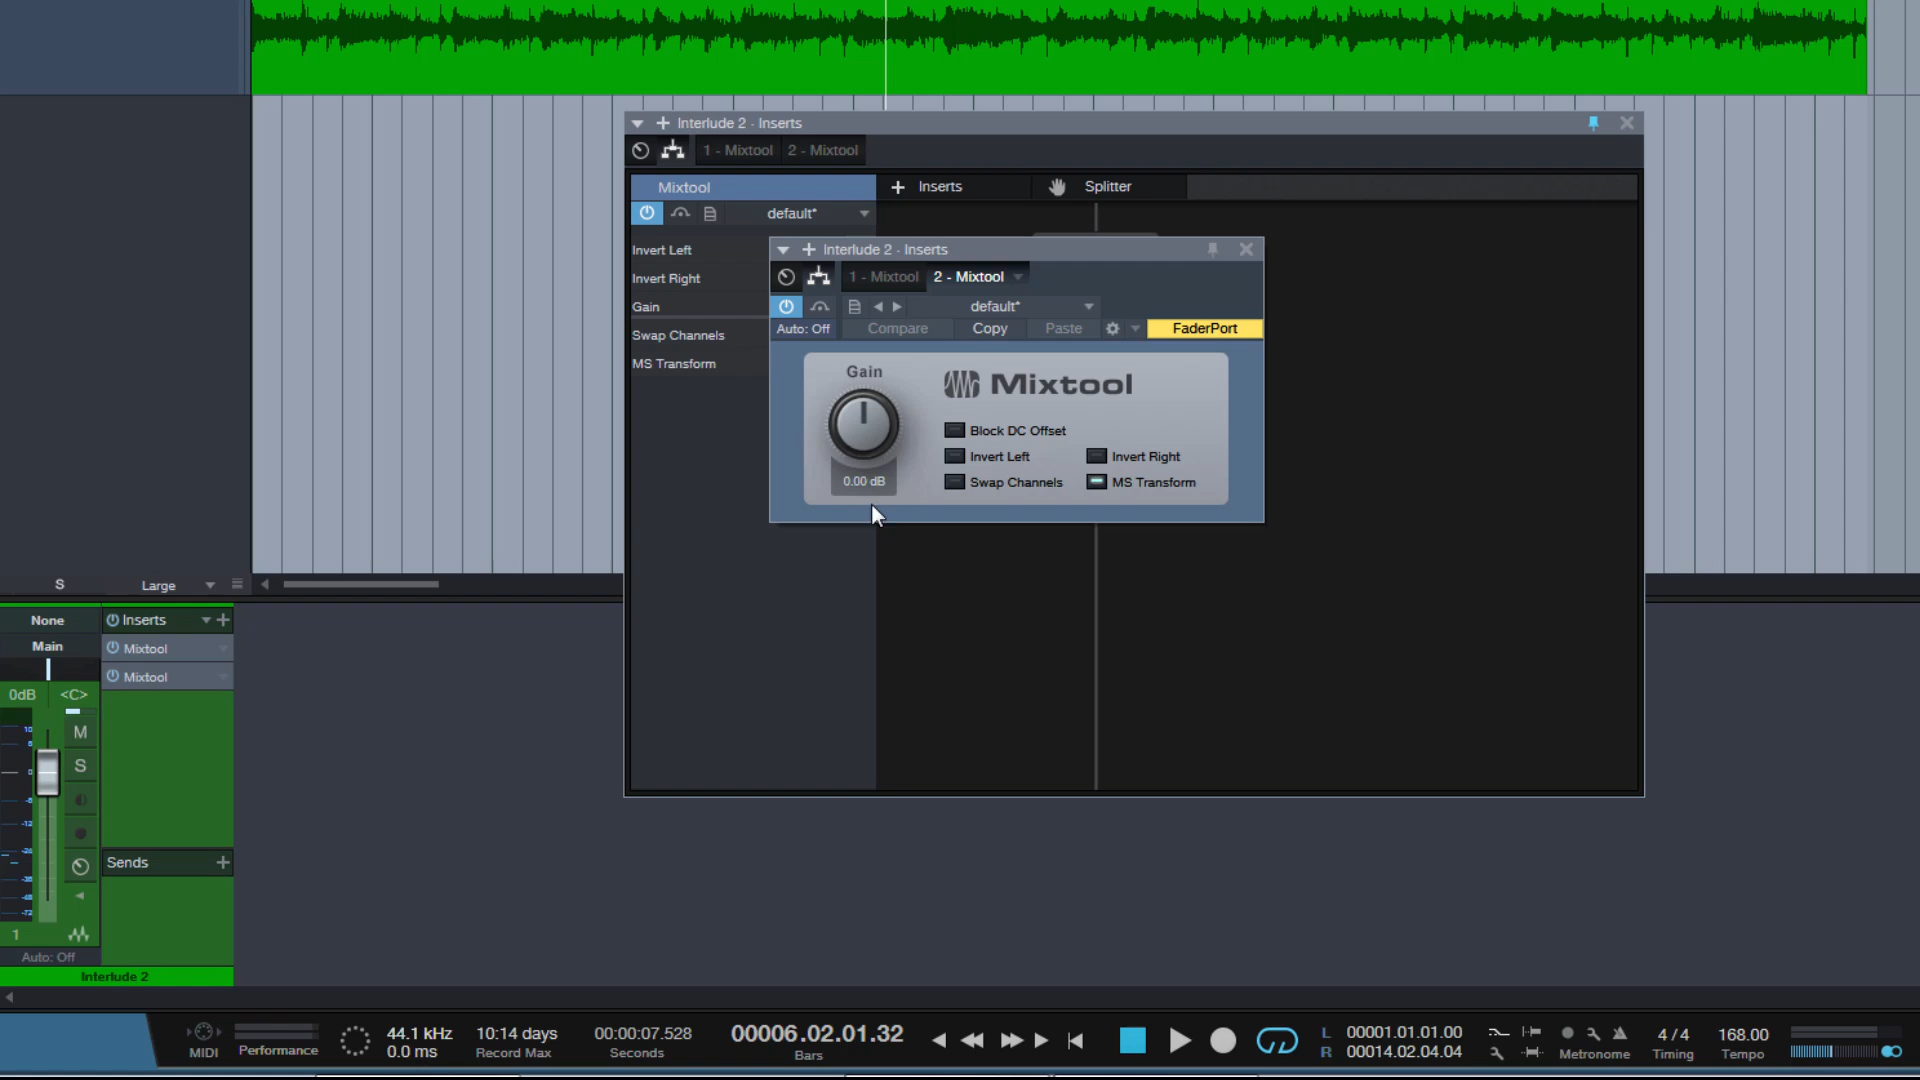 Interlude 2 - Inserts
1 - Mixtool 2 - Mixtool
Mixtool
Inserts
Splitter
default*
Invert Left
Invert Right
Gain
Swap Channels
MS Transform
Interlude 2 - Inserts
1 - Mixtool 2 - Mixtool
default*
Auto: Off Compare Copy Paste FaderPort
Gain
Mixtool
Block DC Offset
Invert Left Invert Right
0.00 dB
Swap Channels MS Transform
S Large
None Inserts
Main Mixtool
Mixtool
0dB <C>
M
S
Sends
1
Auto: Off
Interlude 2
MIDI
Performance
44.1 kHz
0.0 ms
10:14 days
Record Max
00:00:07.528
Seconds
00006.02.01.32
Bars
L 00001.01.01.00
R 00014.02.04.04
Metronome
4 / 4
Timing
168.00
Tempo